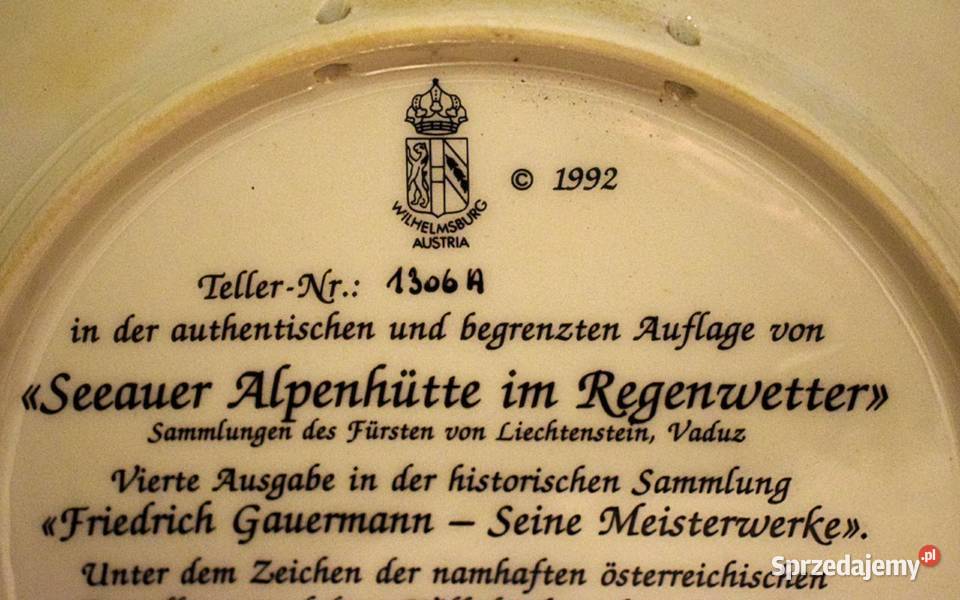 WILHELMSBURG
AUSTRIA
© 1992
Teller-Nr.: 1306 A
in der authentischen und begrenzten Auflage von
«Seeauer Alpenhütte im Regenwetter»
Sammlungen des Fürsten von Liechtenstein, Vaduz
Vierte Ausgabe in der historischen Sammlung
«Friedrich Gauermann – Seine Meisterwerke».
Unter dem Zeichen der namhaften österreichischen
Sprzedajemy.pl